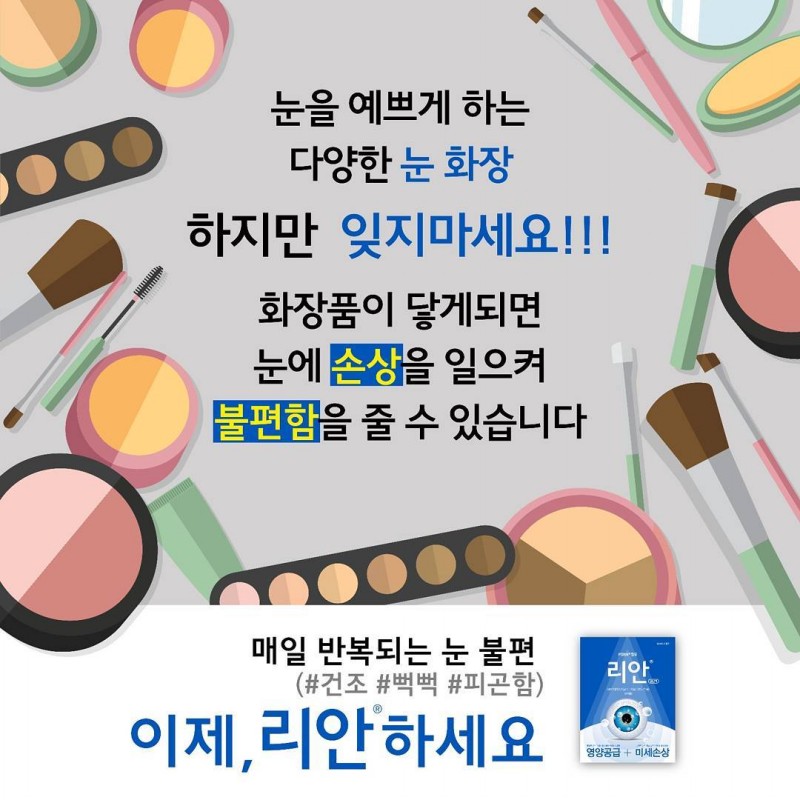 눈을 예쁘게 하는
다양한 눈 화장
하지만 잊지마세요!!!
화장품이 닿게되면
눈에 손상을 일으켜
불편함을 줄 수 있습니다
매일 반복되는 눈 불편
(#건조 #뻑뻑 #피곤함)
이제, 리안®하세요
리안®
영양공급 + 미세손상